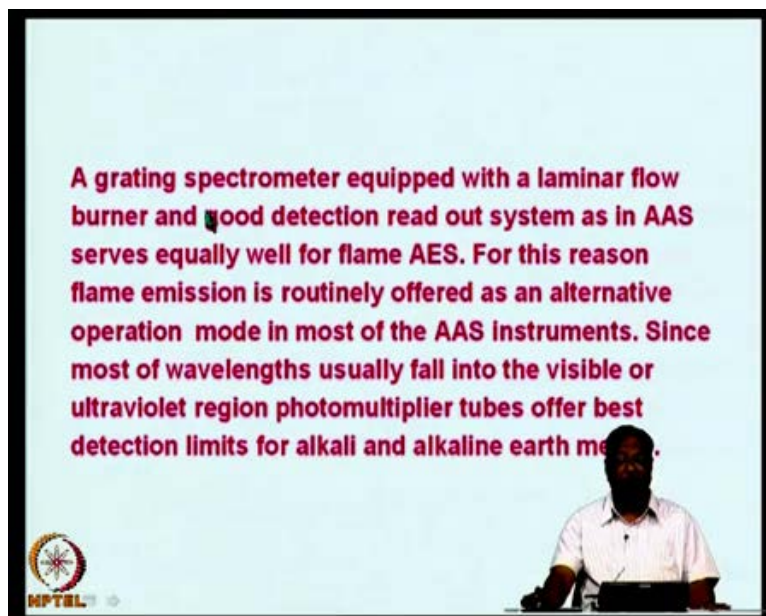 A grating spectrometer equipped with a laminar flow
burner and good detection read out system as in AAS
serves equally well for flame AES. For this reason
flame emission is routinely offered as an alternative
operation mode in most of the AAS instruments. Since
most of wavelengths usually fall into the visible or
ultraviolet region photomultiplier tubes offer best
detection limits for alkali and alkaline earth
NPTEL